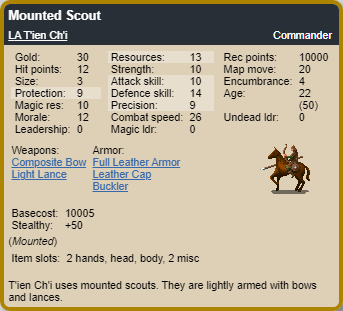 Mounted Scout
LA T'ien Ch'i Commander
Gold: 30 Resources: 13 Rec points: 10000
Hit points: 12 Strength: 10 Map move: 20
Size: 3 Attack skill: 10 Encumbrance: 4
Protection: 9 Defence skill: 14 Age: 22
Magic res: 10 Precision: 9 (50)
Morale: 12 Combat speed: 26 Undead ldr: 0
Leadership: 0 Magic ldr: 0
Weapons: Armor:
Composite Bow Full Leather Armor
Light Lance Leather Cap
Buckler
Basecost: 10005
Stealthy: +50
(Mounted)
Item slots: 2 hands, head, body, 2 misc
T'ien Ch'i uses mounted scouts. They are lightly armed with bows
and lances.